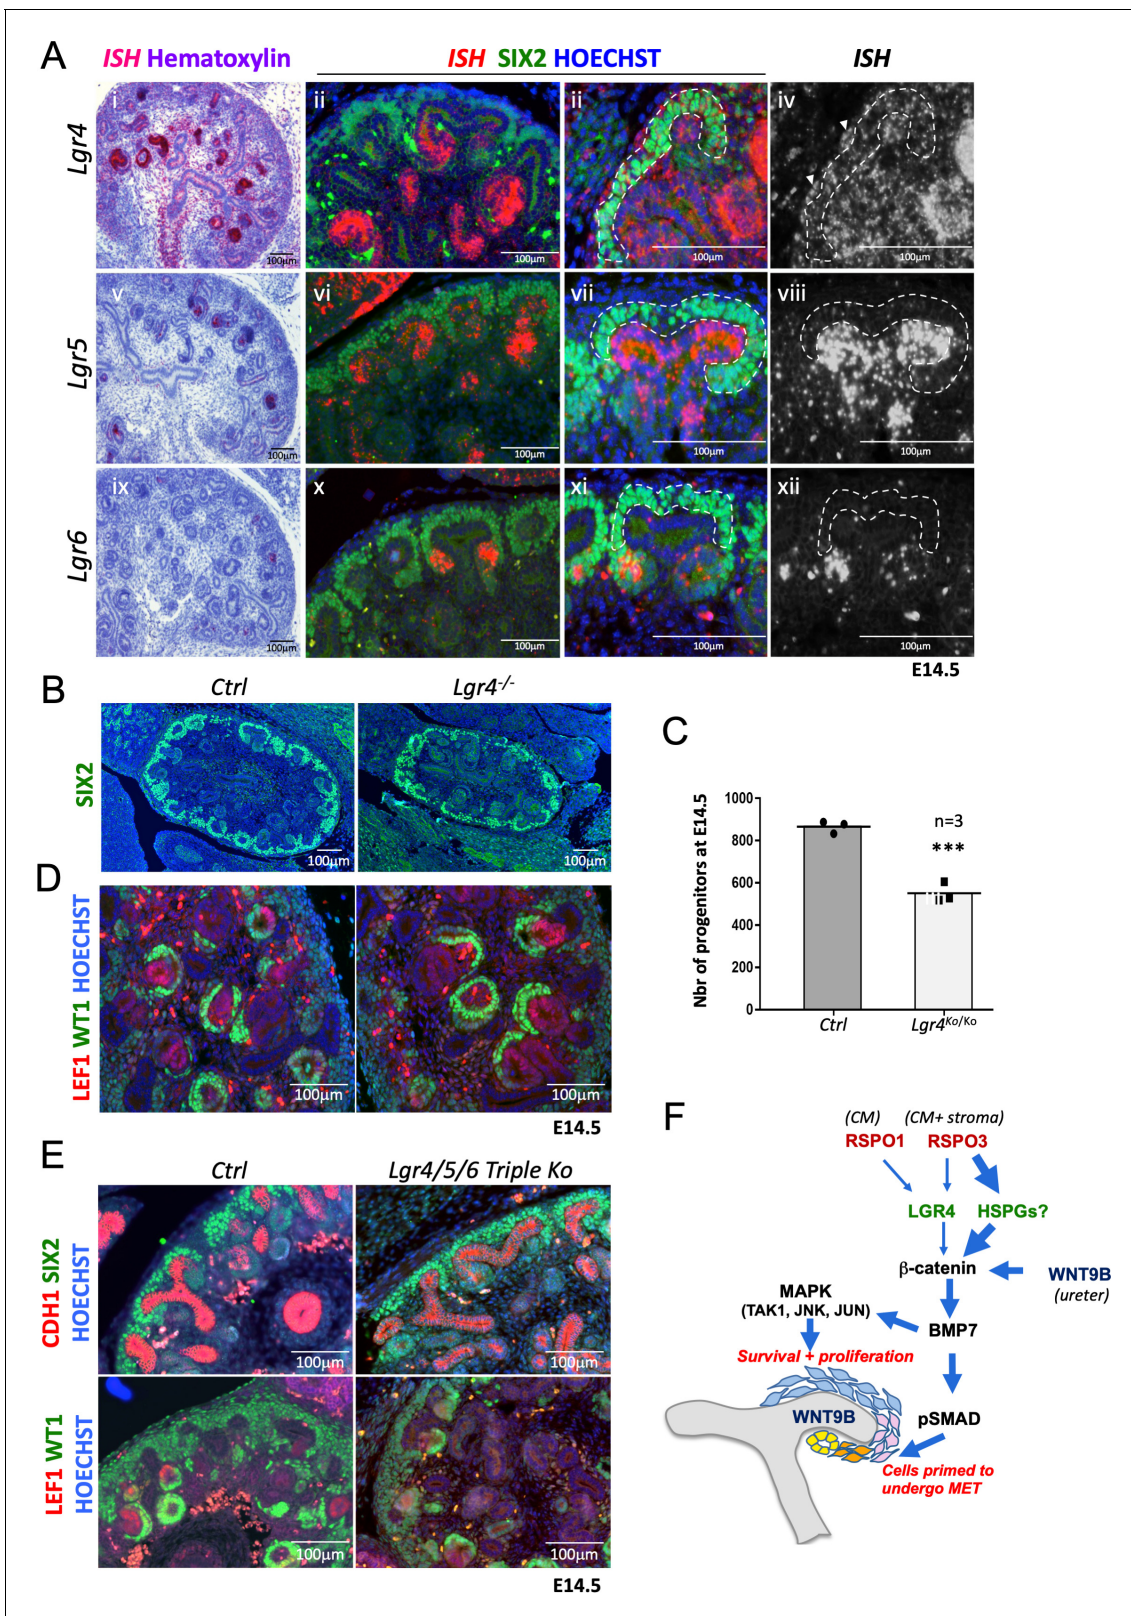 A
ISH Hematoxylin
ISH SIX2 HOECHST
ISH
Lgr4
i
ii
ii
iv
100µm
100µm
100µm
100µm
Lgr5
v
vi
vii
viii
100µm
100µm
100µm
100µm
Lgr6
ix
x
xi
xii
100µm
100µm
100µm
100µm
E14.5
B
Ctrl
Lgr4-/-
SIX2
100µm
100µm
C
Nbr of progenitors at E14.5
1000
800
600
400
200
0
n=3
***
Ctrl
Lgr4Ko/Ko
D
LEF1 WT1 HOECHST
100µm
100µm
E14.5
E
Ctrl
Lgr4/5/6 Triple Ko
CDH1 SIX2
HOECHST
100µm
100µm
LEF1 WT1
HOECHST
100µm
100µm
E14.5
F
(CM)
(CM+ stroma)
RSPO1
RSPO3
LGR4
HSPGs?
β-catenin
WNT9B
(ureter)
MAPK
(TAK1, JNK, JUN)
BMP7
Survival + proliferation
WNT9B
pSMAD
Cells primed to
undergo MET